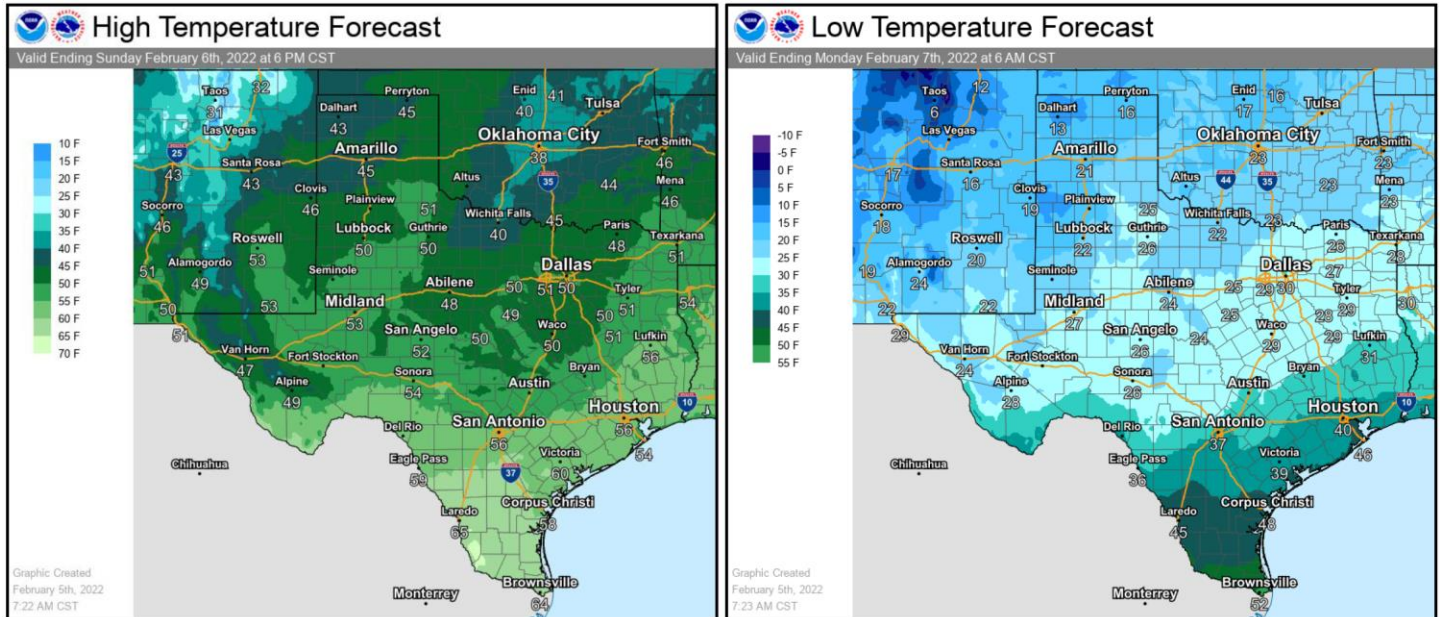 High Temperature Forecast
Valid Ending Sunday February 6th, 2022 at 6 PM CST
10 F
15 F
20 F
25 F
30 F
35 F
40 F
45 F
50 F
55 F
60 F
65 F
70 F
Taos
31
32
Las Vegas
25
43
Santa Rosa
43
Socorro
46
Clovis
46
Roswell
53
Alamogordo
49
51
50
53
51
Dalhart
43
Perryton
45
Amarillo
45
Plainview
Lubbock
50
51
Guthrie
50
Seminole
Midland
53
Abilene
48
San Angelo
52
50
Van Horn
47
Fort Stockton
Alpine
49
Sonora
54
Enid
40
41
Tulsa
Oklahoma City
38
Fort Smith
46
35
44
Mena
46
Altus
Wichita Falls
40
45
Paris
48
Texarkana
51
Dallas
50
51
50
49
Tyler
51
54
50
51
Waco
50
Lufkin
56
Austin
Bryan
San Antonio
56
Houston
56
10
54
Del Rio
Eagle Pass
59
37
Victoria
60
Corpus Christi
58
Laredo
65
Brownsville
64
Chihuahua
Monterrey
Graphic Created
February 5th, 2022
7:22 AM CST
Low Temperature Forecast
Valid Ending Monday February 7th, 2022 at 6 AM CST
-10 F
-5 F
0 F
5 F
10 F
15 F
20 F
25 F
30 F
35 F
40 F
45 F
50 F
55 F
Taos
6
12
Las Vegas
17
Santa Rosa
16
Socorro
18
Clovis
19
Roswell
20
Alamogordo
24
19
22
22
29
Dalhart
13
Perryton
16
Amarillo
21
Plainview
Lubbock
22
25
Guthrie
26
Seminole
Midland
27
Abilene
24
San Angelo
26
Van Horn
24
Fort Stockton
Alpine
28
Sonora
26
Enid
17
16
Tulsa
Oklahoma City
23
Fort Smith
23
44
35
23
Mena
23
Altus
Wichita Falls
22
23
Paris
Texarkana
28
Dallas
25
29
30
27
Tyler
29
30
25
25
Waco
29
Lufkin
31
Austin
Bryan
San Antonio
37
Houston
40
10
46
Del Rio
Eagle Pass
36
Victoria
39
Corpus Christi
48
Laredo
45
Brownsville
52
Chihuahua
Monterrey
Graphic Created
February 5th, 2022
7:23 AM CST